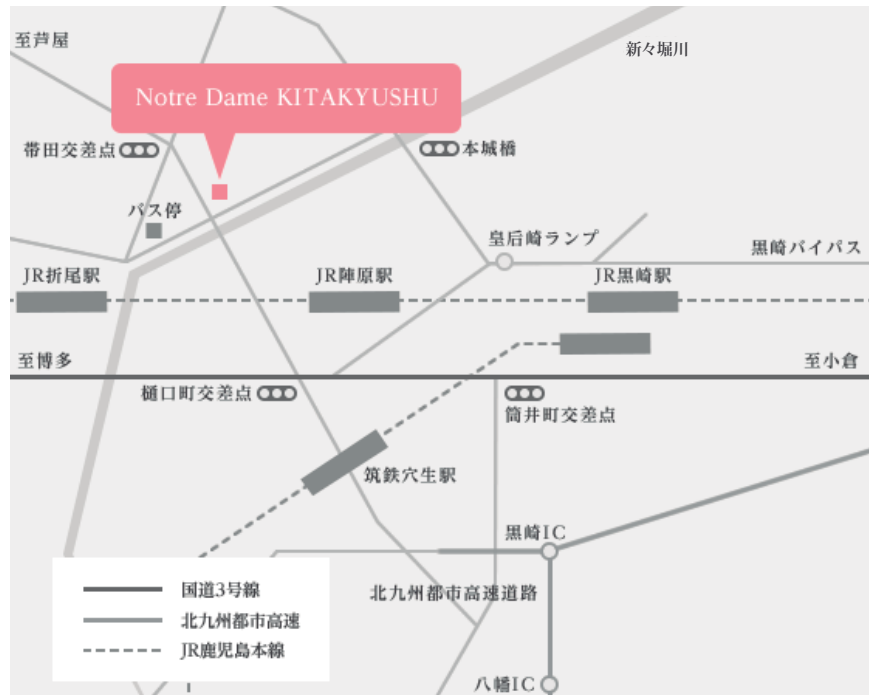 至芦屋
新々堀川
Notre Dame KITAKYUSHU
帯田交差点
本城橋
バス停
皇后崎ランプ
黒崎バイパス
JR折尾駅
JR陣原駅
JR黒崎駅
至博多
至小倉
樋口町交差点
筒井町交差点
筑鉄穴生駅
黒崎IC
北九州都市高速道路
国道3号線
北九州都市高速
JR鹿児島本線
八幡IC